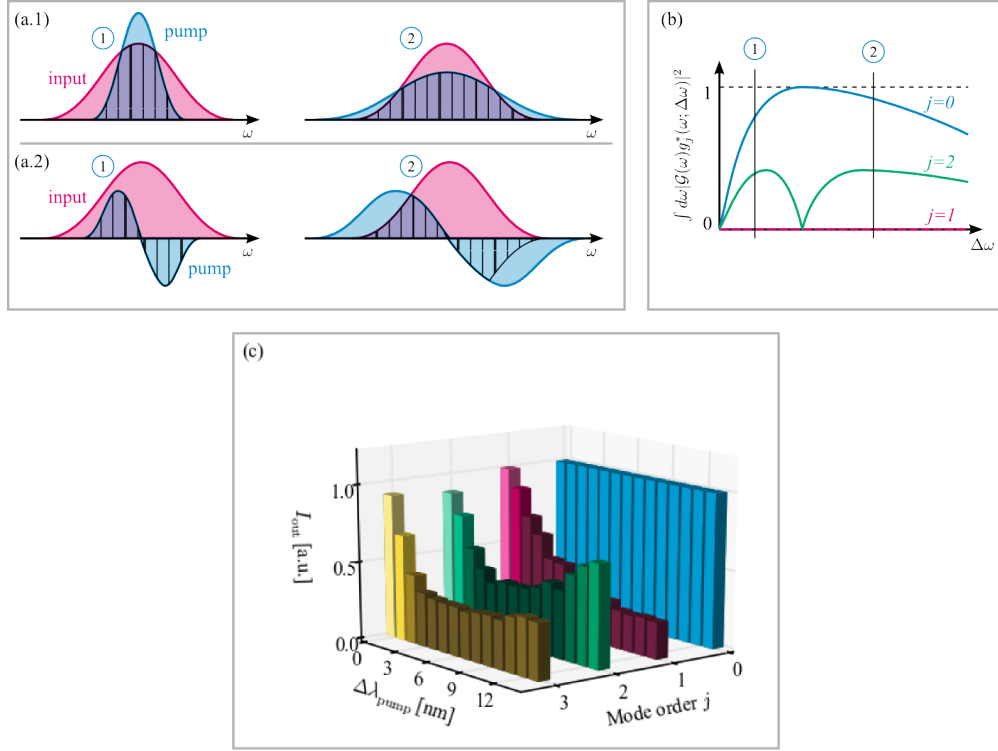 (a.1)
1
pump
input
ω
2
ω
(a.2)
1
input
pump
ω
2
ω
(b)
1
2
∫ dω|𝒢(ω)g*ⱼ(ω; Δω)|²
1
0
j=0
j=2
j=1
Δω
(c)
I_out [a.u.]
1.0
0.5
0.0
0
3
6
9
12
Δλ_pump [nm]
3
2
1
0
Mode order j